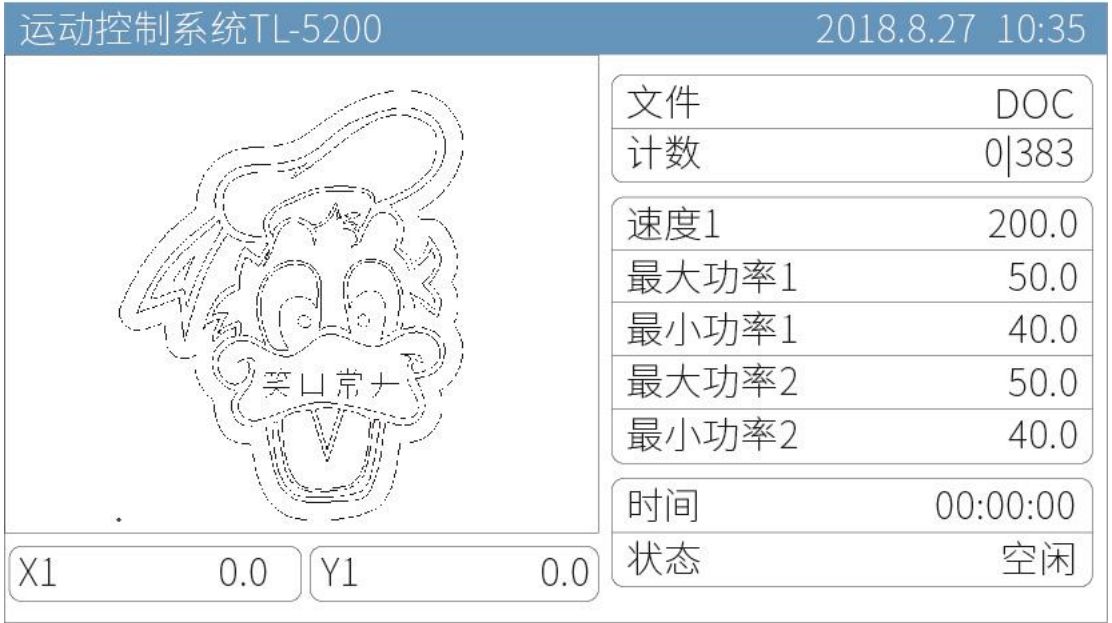 运动控制系统TL-5200 2018.8.27 10:35
文件 DOC
计数 0|383
速度1 200.0
最大功率1 50.0
最小功率1 40.0
最大功率2 50.0
最小功率2 40.0
时间 00:00:00
状态 空闲
笑口常
X1 0.0 Y1 0.0